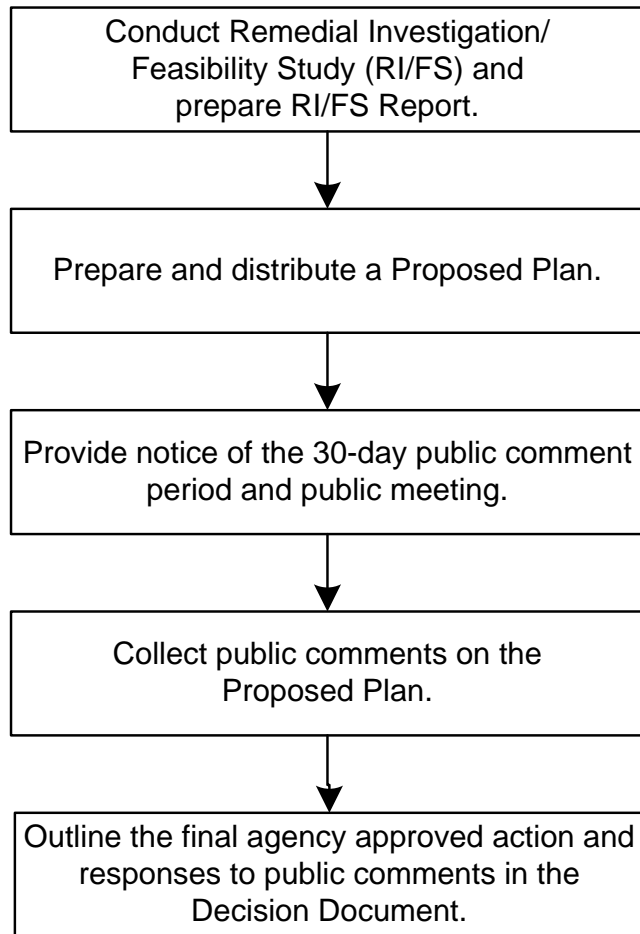 Conduct Remedial Investigation/
Feasibility Study (RI/FS) and
prepare RI/FS Report.
Prepare and distribute a Proposed Plan.
Provide notice of the 30-day public comment
period and public meeting.
Collect public comments on the
Proposed Plan.
Outline the final agency approved action and
responses to public comments in the
Decision Document.